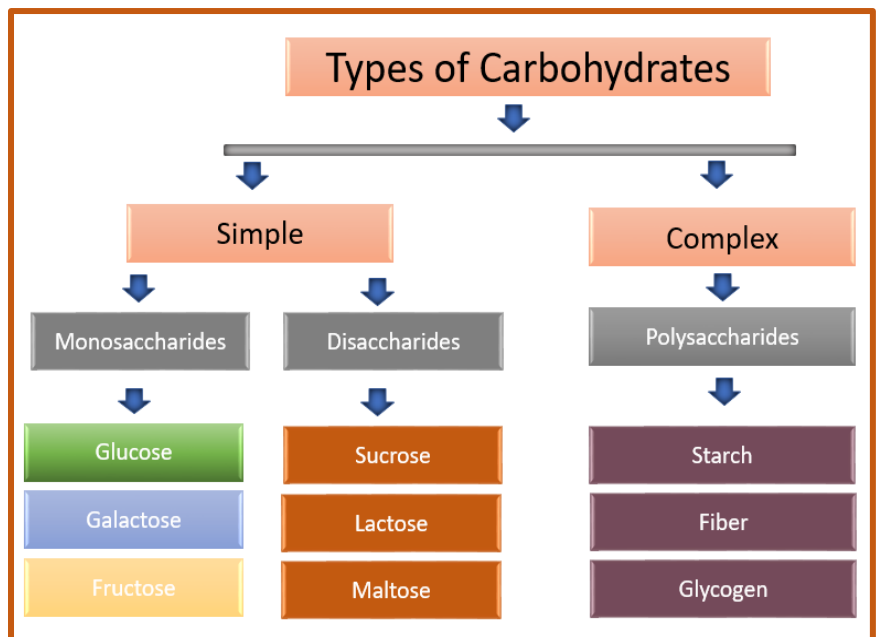 Types of Carbohydrates
Simple
Complex
Monosaccharides
Disaccharides
Polysaccharides
Glucose
Sucrose
Starch
Galactose
Lactose
Fiber
Fructose
Maltose
Glycogen